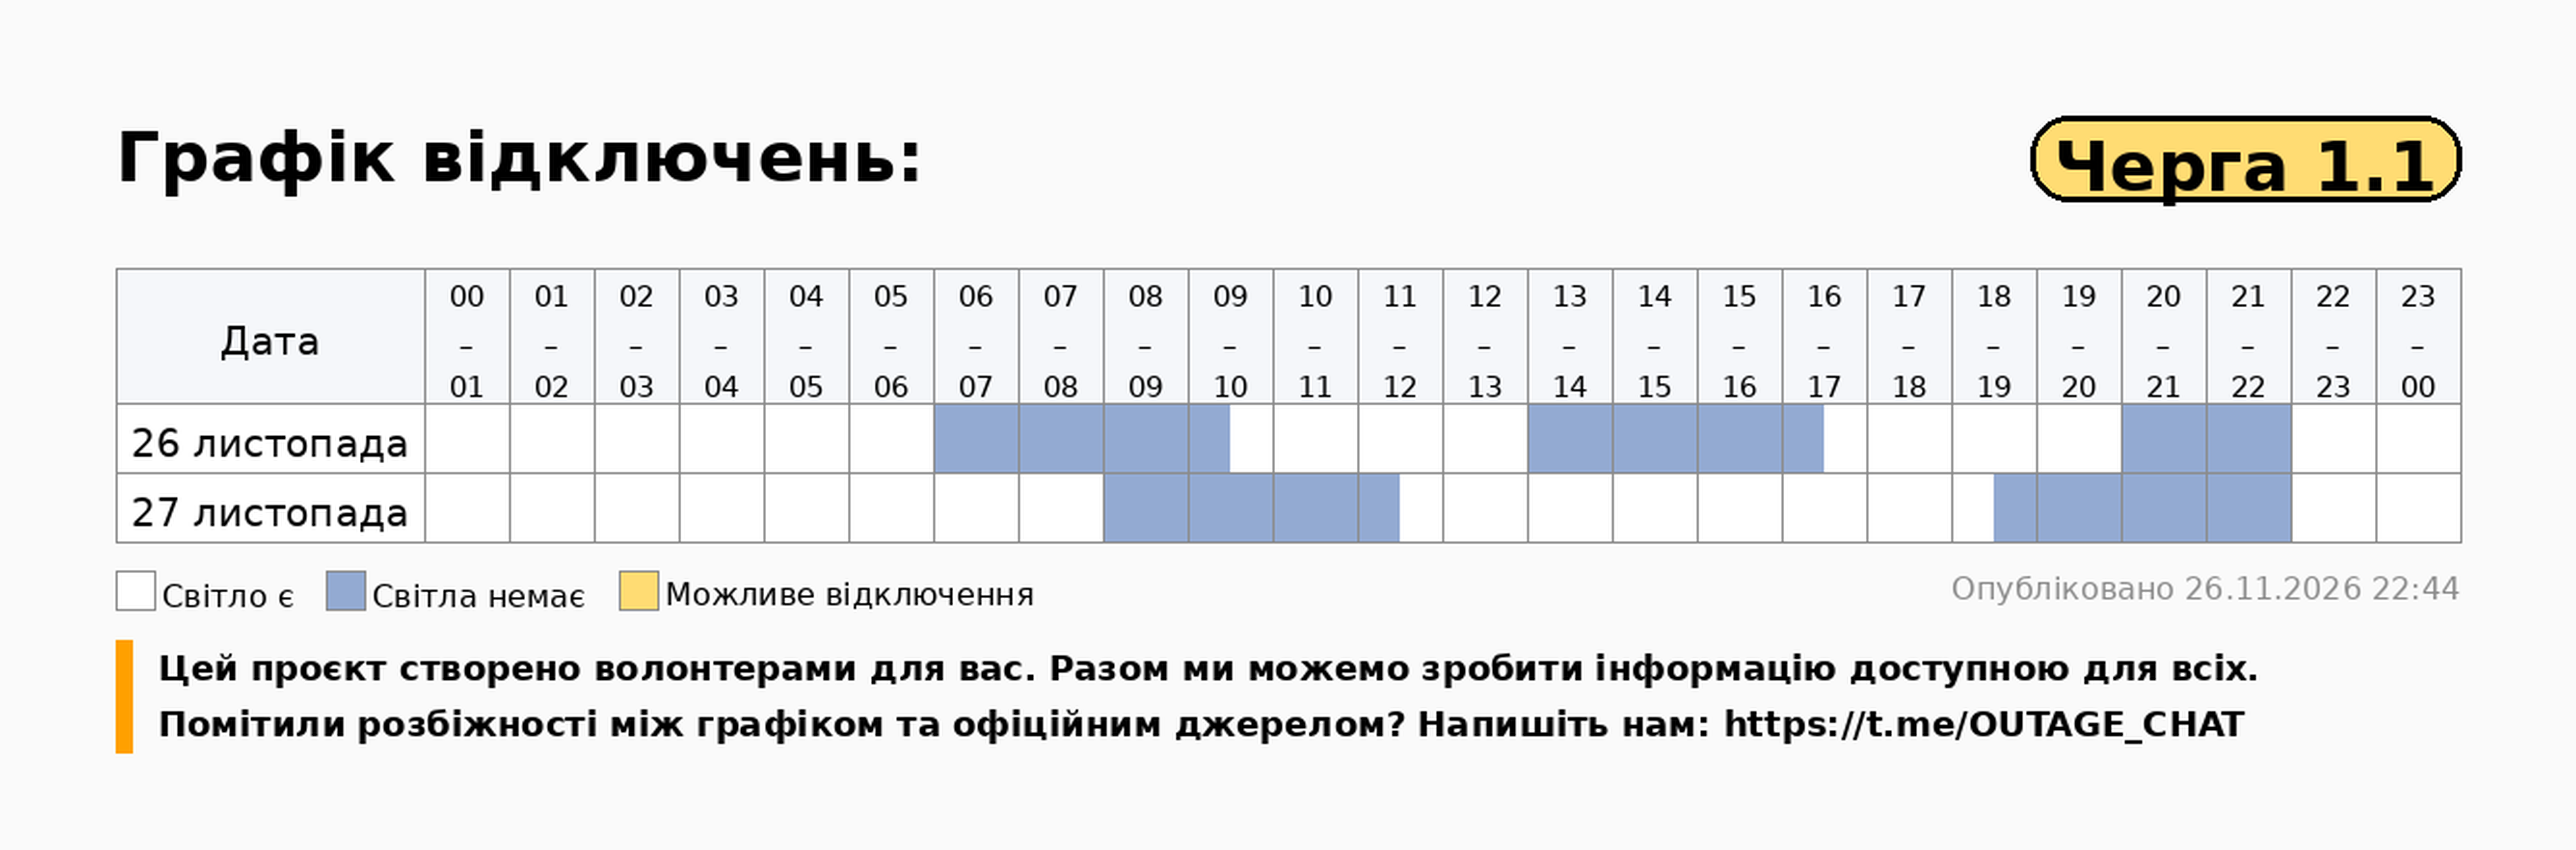 Графік відключень:
Черга 1.1
Дата
00 – 01
01 – 02
02 – 03
03 – 04
04 – 05
05 – 06
06 – 07
07 – 08
08 – 09
09 – 10
10 – 11
11 – 12
12 – 13
13 – 14
14 – 15
15 – 16
16 – 17
17 – 18
18 – 19
19 – 20
20 – 21
21 – 22
22 – 23
23 – 00
26 листопада
27 листопада
Світло є
Світла немає
Можливе відключення
Опубліковано 26.11.2026 22:44
Цей проєкт створено волонтерами для вас. Разом ми можемо зробити інформацію доступною для всіх.
Помітили розбіжності між графіком та офіційним джерелом? Напишіть нам: https://t.me/OUTAGE_CHAT